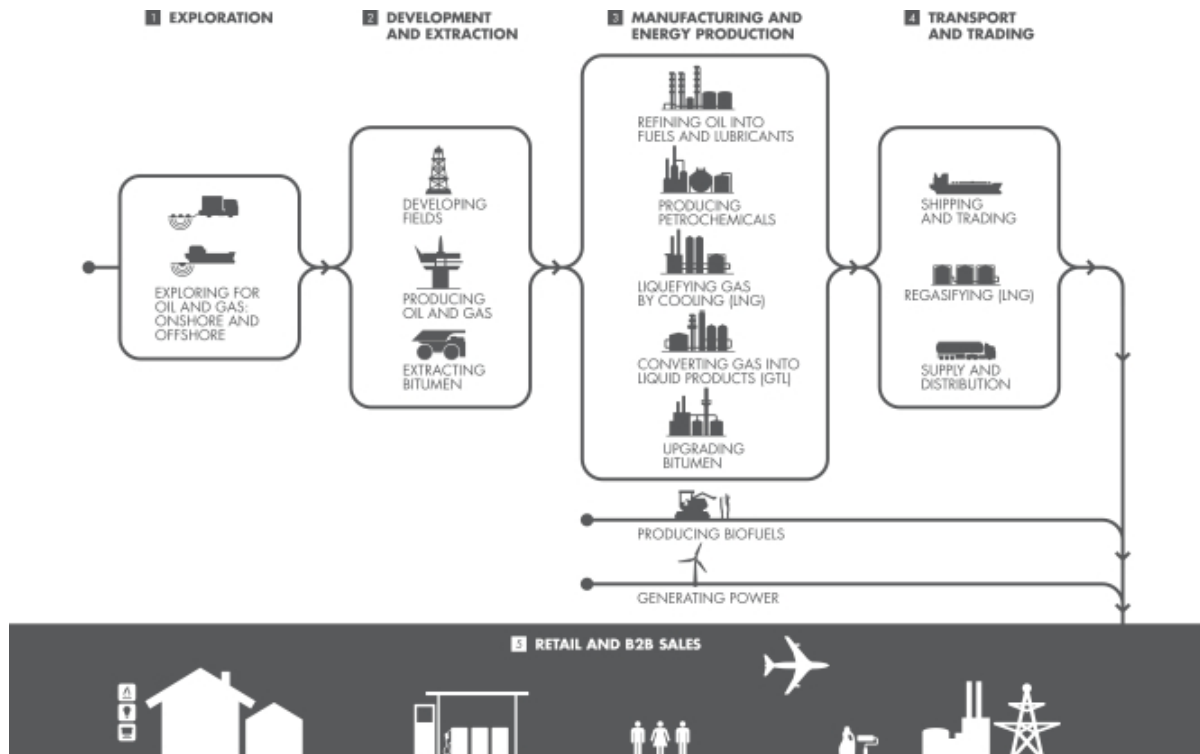 1 EXPLORATION
EXPLORING FOR
OIL AND GAS:
ONSHORE AND
OFFSHORE
2 DEVELOPMENT
AND EXTRACTION
DEVELOPING
FIELDS
PRODUCING
OIL AND GAS
EXTRACTING
BITUMEN
3 MANUFACTURING AND
ENERGY PRODUCTION
REFINING OIL INTO
FUELS AND LUBRICANTS
PRODUCING
PETROCHEMICALS
LIQUEFYING GAS
BY COOLING (LNG)
CONVERTING GAS INTO
LIQUID PRODUCTS (GTL)
UPGRADING
BITUMEN
PRODUCING BIOFUELS
GENERATING POWER
4 TRANSPORT
AND TRADING
SHIPPING
AND TRADING
REGASIFYING (LNG)
SUPPLY AND
DISTRIBUTION
5 RETAIL AND B2B SALES